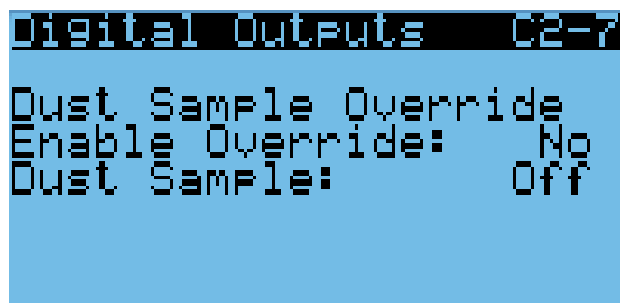 Digital Outputs C2-7
Dust Sample Override
Enable Override: No
Dust Sample: Off